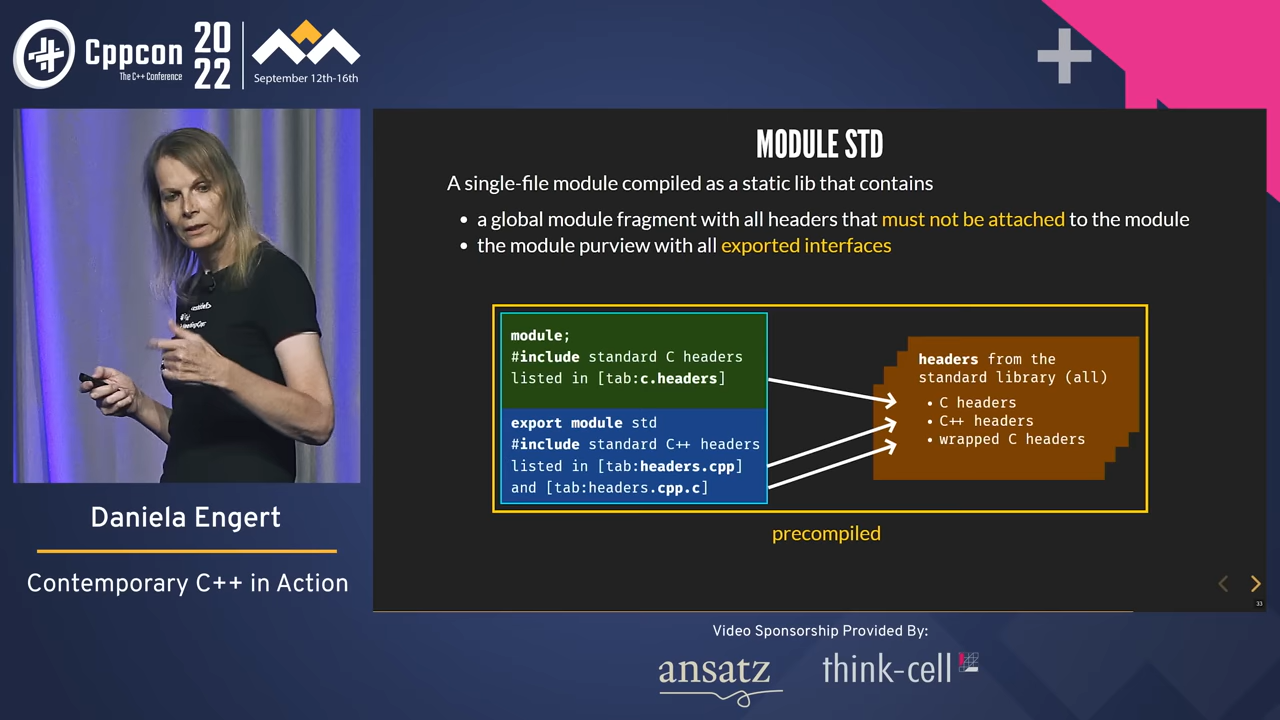 Cppcon
The C++ Conference
20
22
September 12th-16th
MODULE STD
A single-file module compiled as a static lib that contains
• a global module fragment with all headers that must not be attached to the module
• the module purview with all exported interfaces
module;
#include standard C headers
listed in [tab:c.headers]
export module std
#include standard C++ headers
listed in [tab:headers.cpp]
and [tab:headers.cpp.c]
headers from the
standard library (all)
• C headers
• C++ headers
• wrapped C headers
precompiled
33
Daniela Engert
Contemporary C++ in Action
Video Sponsorship Provided By:
ansatz
think-cell